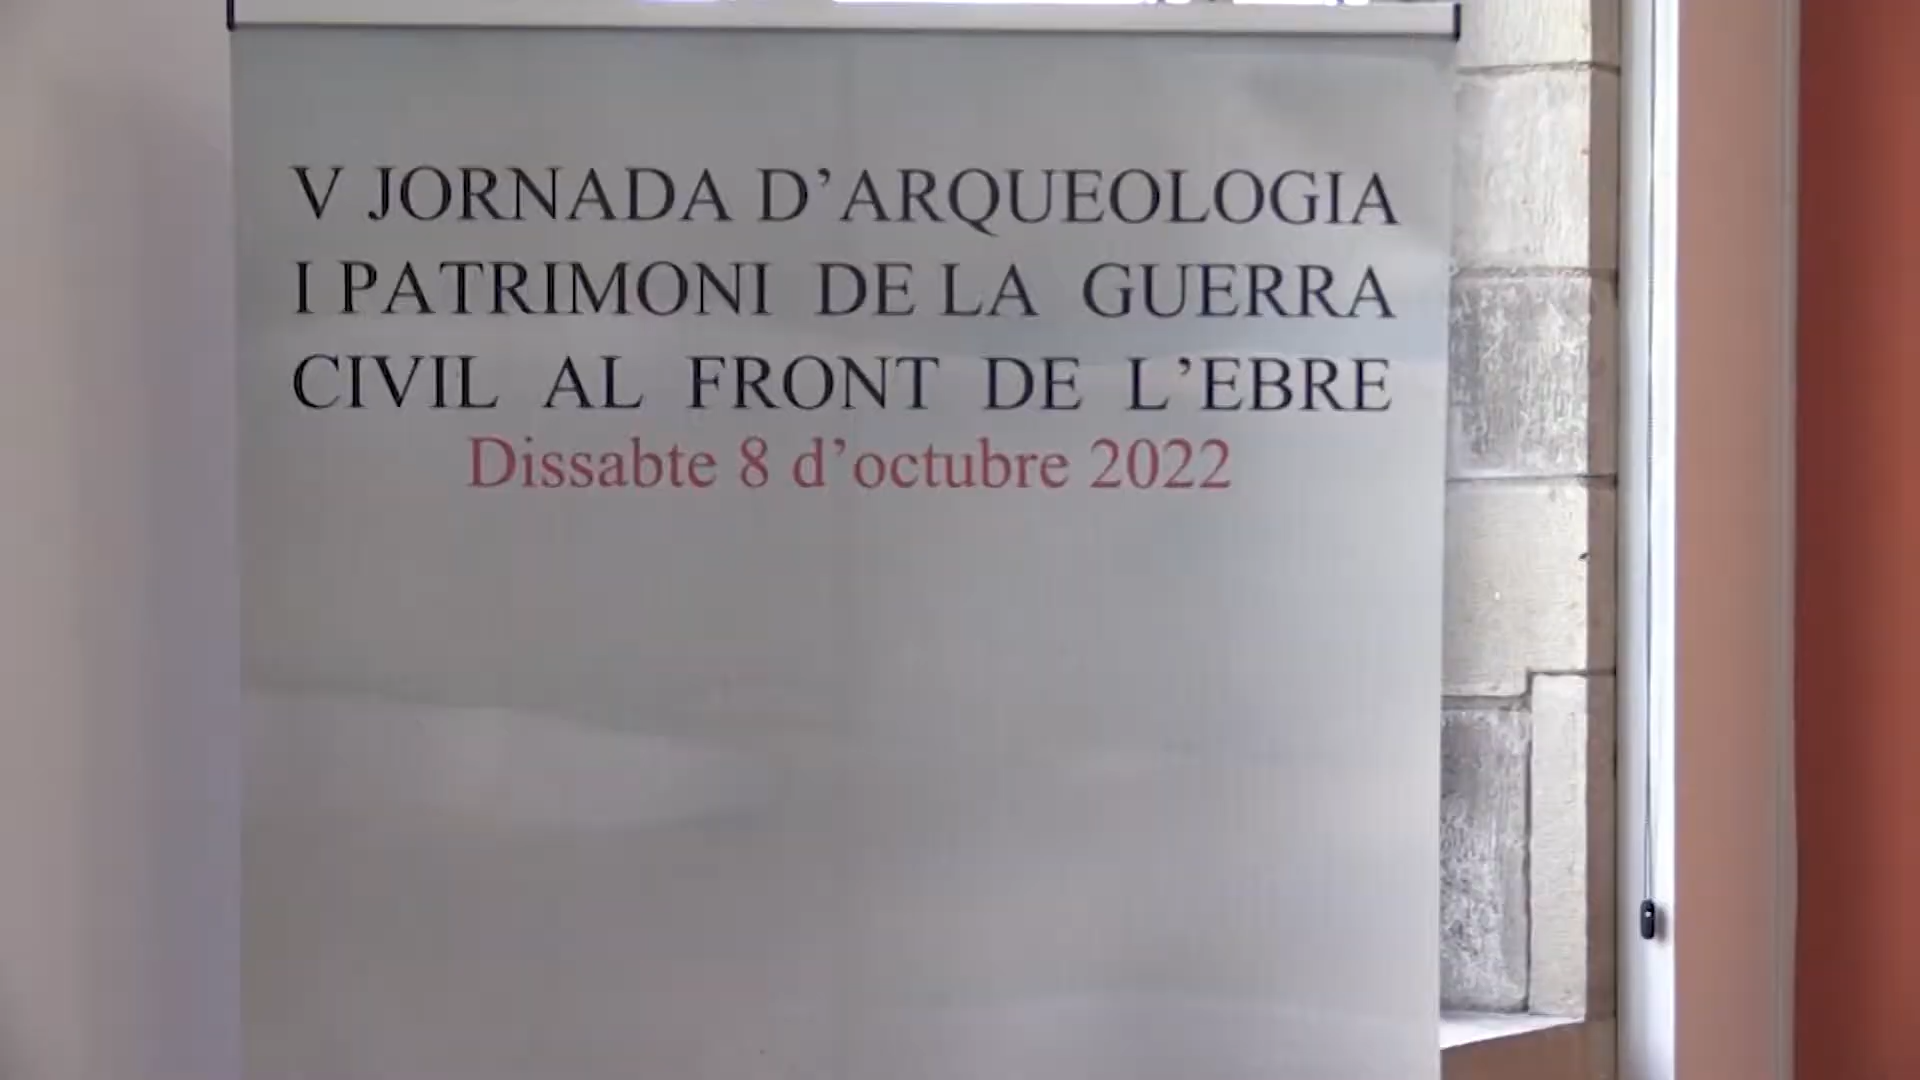 V JORNADA D’ARQUEOLOGIA
I PATRIMONI DE LA GUERRA
CIVIL AL FRONT DE L’EBRE
Dissabte 8 d’octubre 2022